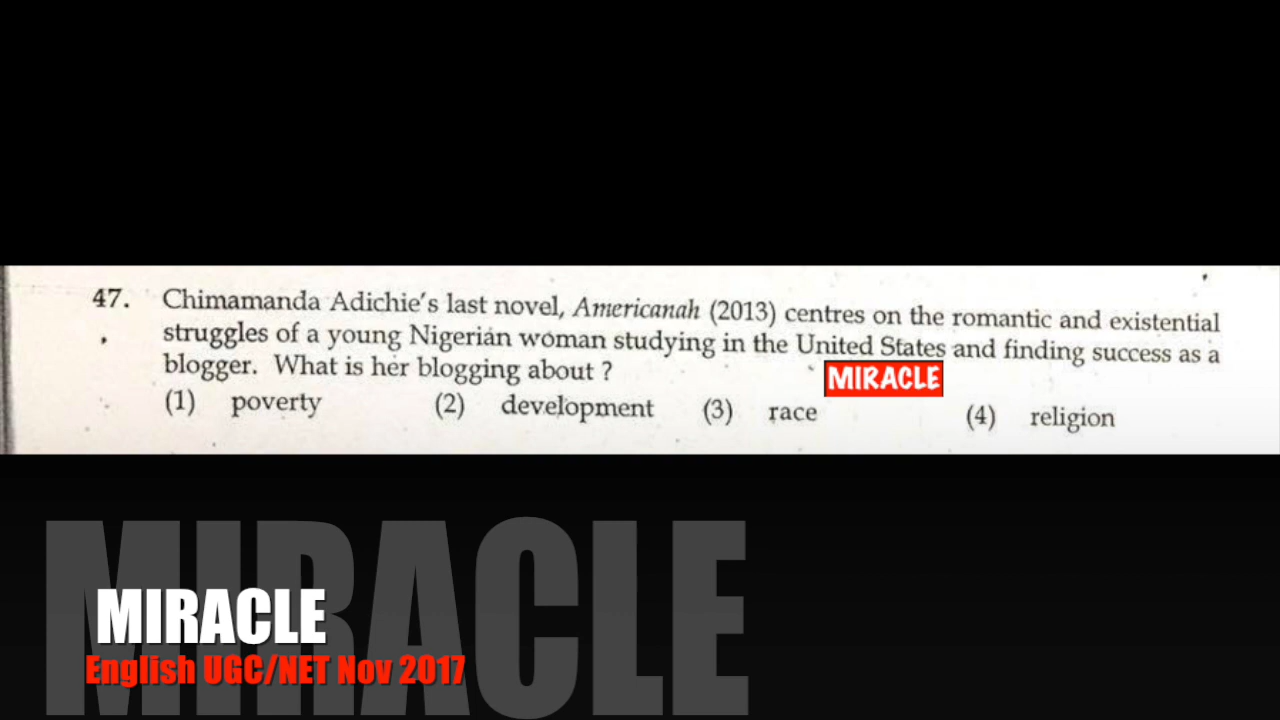 47. Chimamanda Adichie's last novel, Americanah (2013) centres on the romantic and existential
struggles of a young Nigerian woman studying in the United States and finding success as a
blogger. What is her blogging about ?
MIRACLE
(1) poverty (2) development (3) race (4) religion
MIRACLE
MIRACLE
English UGC/NET Nov 2017